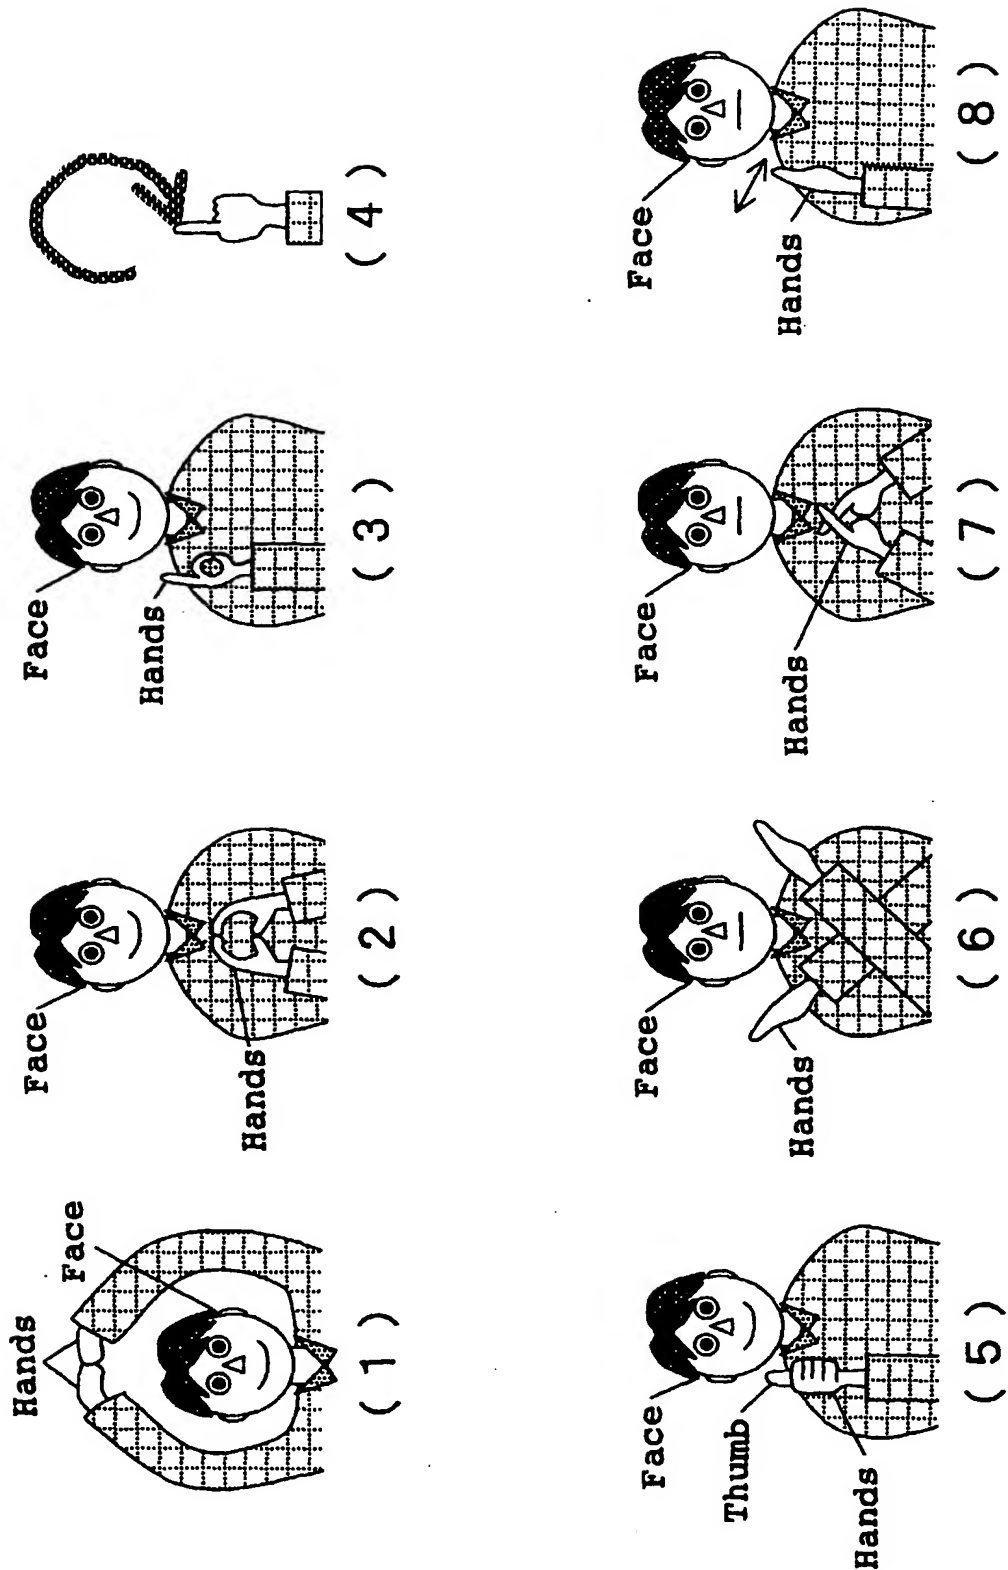 Hands
Face
(1)
Face
Hands
(2)
Face
Hands
(3)
(4)
Face
Thumb
Hands
(5)
Face
Hands
(6)
Face
Hands
(7)
Face
Hands
(8)